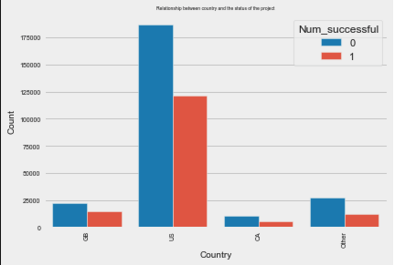 Relationship between country and the status of the project
Num_successful
0
1
175000
150000
125000
100000
75000
50000
25000
0
Count
GB
US
CA
Other
Country